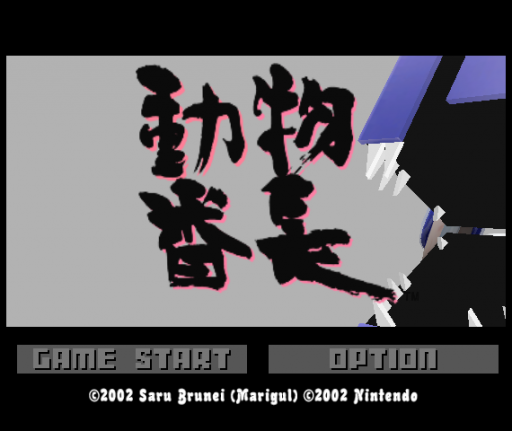 動物
番長
GAME START
OPTION
©2002 Saru Brunei (Marigul) ©2002 Nintendo